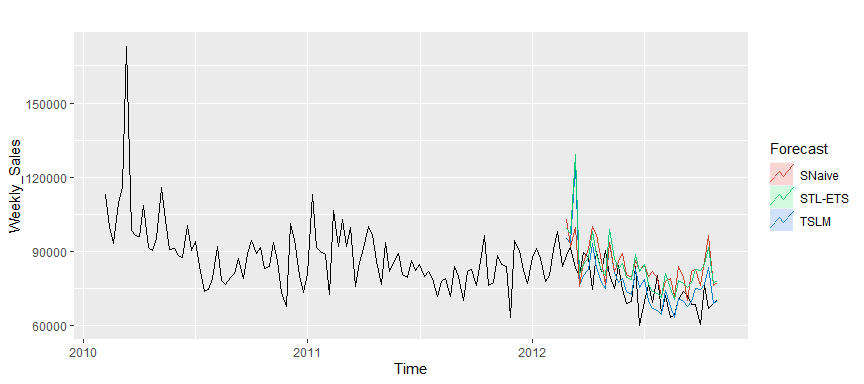 150000
120000
90000
60000
Weekly_Sales
2010
2011
2012
Time
Forecast
SNaive
STL-ETS
TSLM